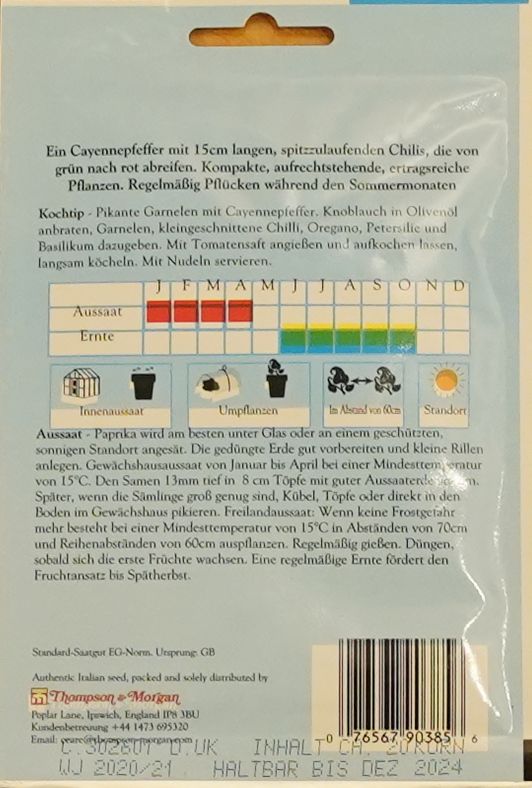 Ein Cayennepfeffer mit 15cm langen, spitzzulaufenden Chilis, die von
grün nach rot abreifen. Kompakte, aufrechtstehende, ertragsreiche
Pflanzen. Regelmäßig Pflücken während den Sommermonaten
Kochtip - Pikante Garnelen mit Cayennepfeffer. Knoblauch in Olivenöl
anbraten, Garnelen, kleingeschnittene Chilli, Oregano, Petersilie und
Basilikum dazugeben. Mit Tomatensaft angießen und aufkochen lassen,
langsam köcheln. Mit Nudeln servieren.
J F M A M J J A S O N D
Aussaat
Ernte
Innenaussaat Umpflanzen Im Abstand von 60cm Standort
Aussaat - Paprika wird am besten unter Glas oder an einem geschützten,
sonnigen Standort angesät. Die gedüngte Erde gut vorbereiten und kleine Rillen
anlegen. Gewächshausaussaat von Januar bis April bei einer Mindesttemperatur
von 15°C. Den Samen 13mm tief in 8 cm Töpfe mit guter
Später, wenn die Sämlinge groß genug sind, Kübel, Töpfe oder direkt in den
Boden im Gewächshaus pikieren. Freilandaussaat: Wenn keine Frostgefahr
mehr besteht bei einer Mindesttemperatur von 15°C in Abständen von 70cm
und Reihenabständen von 60cm auspflanzen. Regelmäßig gießen. Düngen,
sobald sich die erste Früchte wachsen. Eine regelmäßige Ernte fördert den
Fruchtansatz bis Spätherbst.
Standard-Saatgut EG-Norm. Ursprung: GB
Authentic Italian seed, packed and solely distributed by
Thompson & Morgan
Poplar Lane, Ipswich, England IP8 3BU
Kundenbetreuung +44 1473 695320
Email:
0 76567 90385 6
C.302601 O.UK INHALT CA. 20 KORN
WJ 2020/21 HALTBAR BIS DEZ 2024